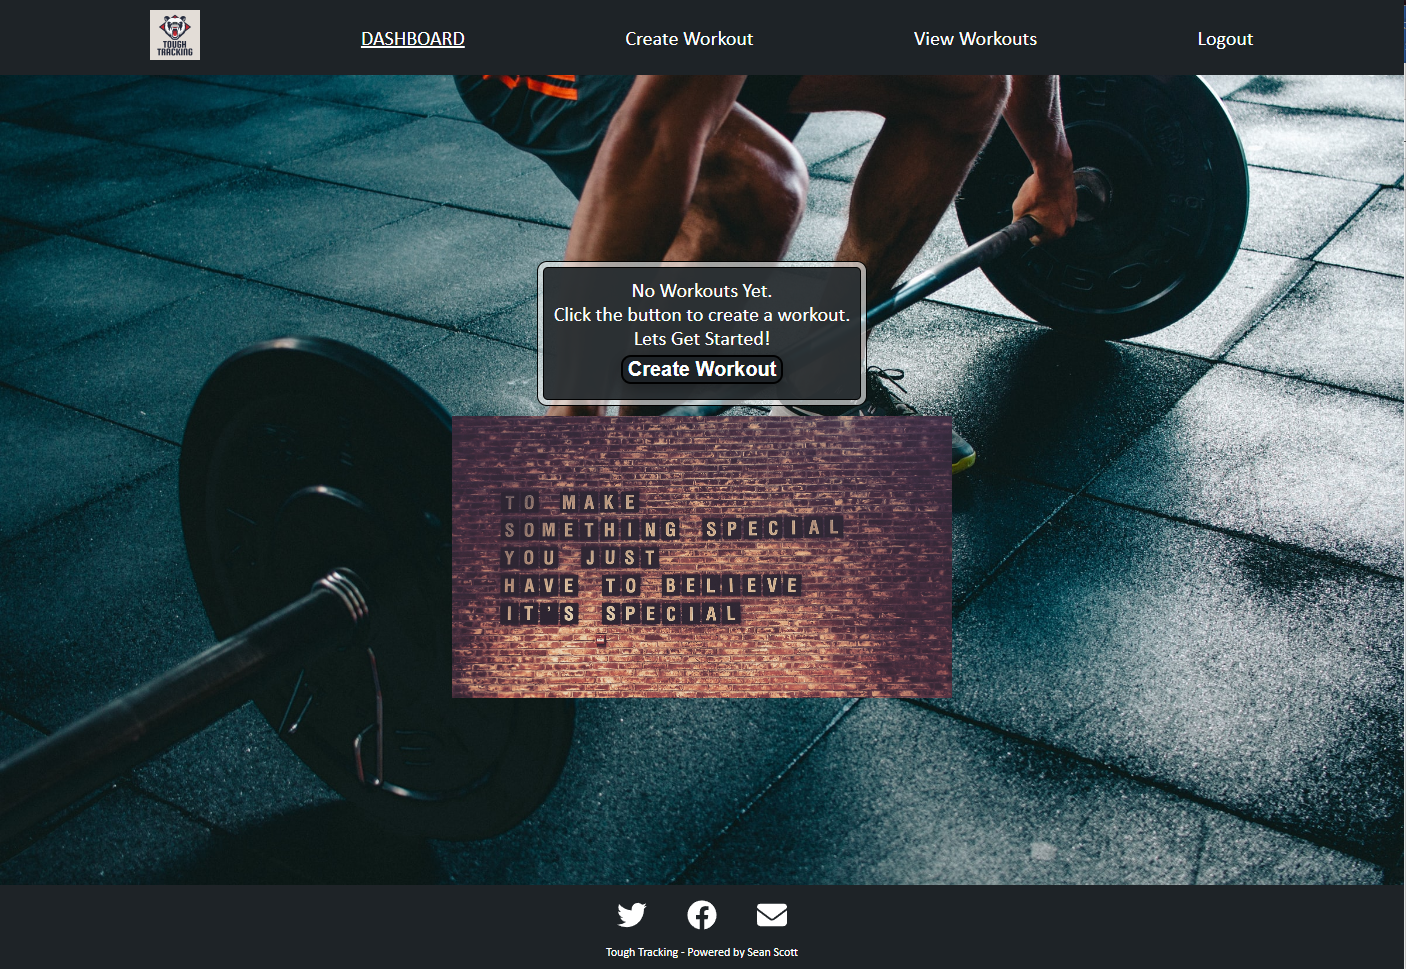 TOUGH
TRACKING
DASHBOARD
Create Workout
View Workouts
Logout
No Workouts Yet.
Click the button to create a workout.
Lets Get Started!
Create Workout
TO MAKE
SOMETHING SPECIAL
YOU JUST
HAVE TO BELIEVE
IT'S SPECIAL
Tough Tracking - Powered by Sean Scott